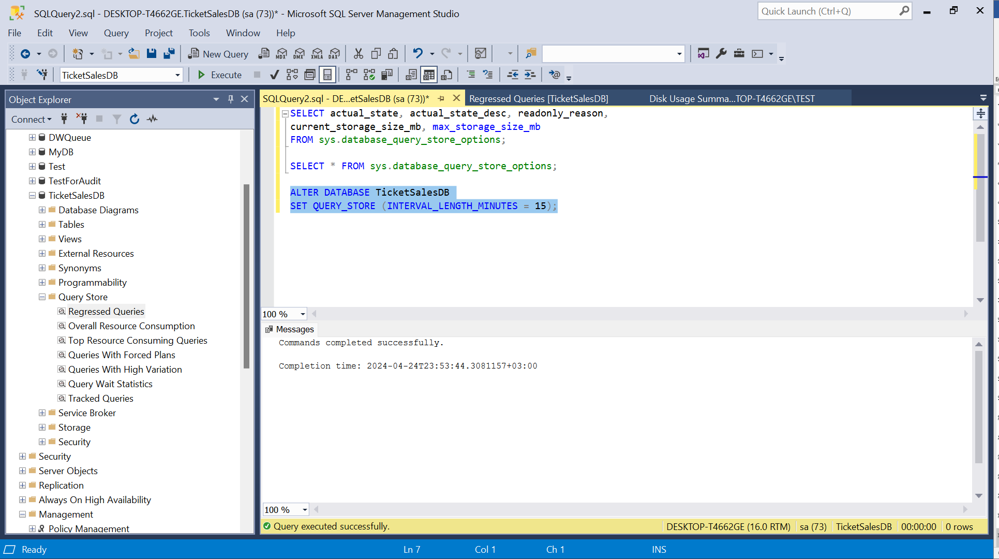 SQLQuery2.sql - DESKTOP-T4662GE.TicketSalesDB (sa (73))* - Microsoft SQL Server Management Studio
Quick Launch (Ctrl+Q)
File Edit View Query Project Tools Window Help
New Query
MDX DMX XMLA DAX
TicketSalesDB
Execute
Object Explorer
Connect
DWQueue
MyDB
Test
TestForAudit
TicketSalesDB
Database Diagrams
Tables
Views
External Resources
Synonyms
Programmability
Query Store
Regressed Queries
Overall Resource Consumption
Top Resource Consuming Queries
Queries With Forced Plans
Queries With High Variation
Query Wait Statistics
Tracked Queries
Service Broker
Storage
Security
Security
Server Objects
Replication
Always On High Availability
Management
Policy Management
SQLQuery2.sql - DE...etSalesDB (sa (73))*
Regressed Queries [TicketSalesDB]
Disk Usage Summa...TOP-T4662GE\TEST
SELECT actual_state, actual_state_desc, readonly_reason,
current_storage_size_mb, max_storage_size_mb
FROM sys.database_query_store_options;
SELECT * FROM sys.database_query_store_options;
ALTER DATABASE TicketSalesDB
SET QUERY_STORE (INTERVAL_LENGTH_MINUTES = 15);
100 %
Messages
Commands completed successfully.
Completion time: 2024-04-24T23:53:44.3081157+03:00
100 %
Query executed successfully.
DESKTOP-T4662GE (16.0 RTM)
sa (73)
TicketSalesDB
00:00:00
0 rows
Ready
Ln 7
Col 1
Ch 1
INS